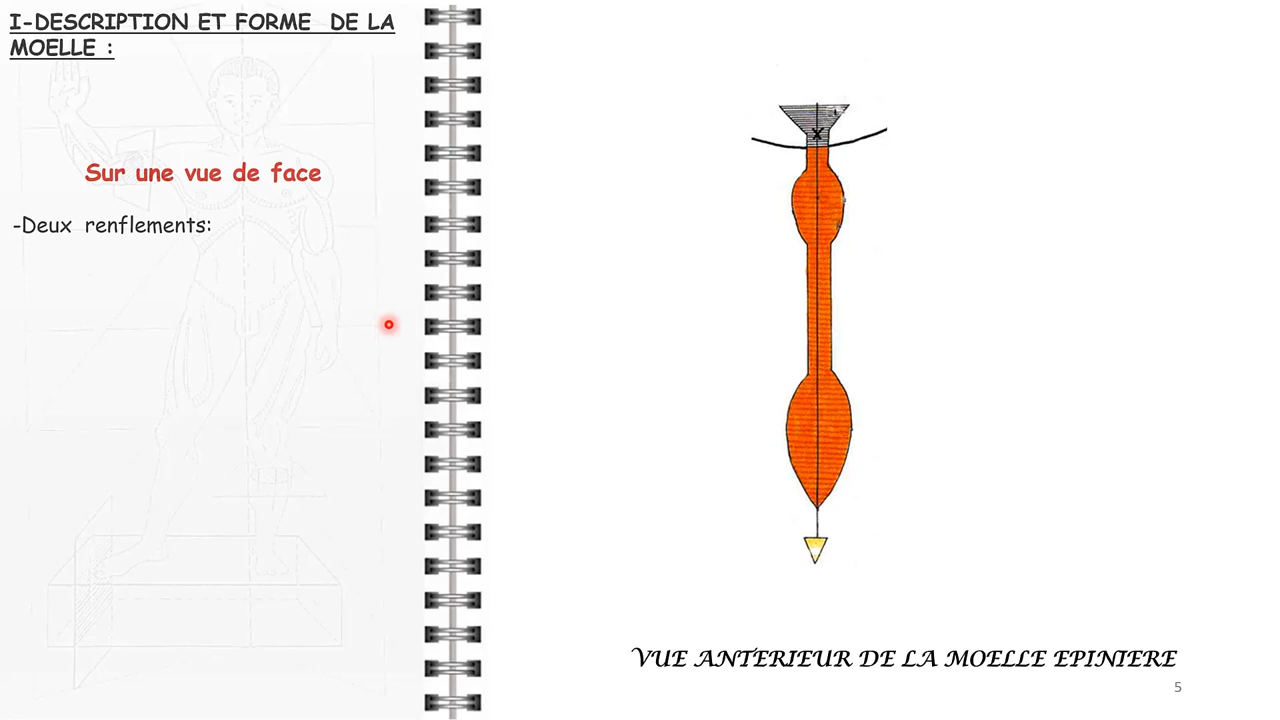 I-DESCRIPTION ET FORME DE LA
MOELLE :
Sur une vue de face
-Deux renflements:
X
VUE ANTERIEUR DE LA MOELLE EPINIERE
5